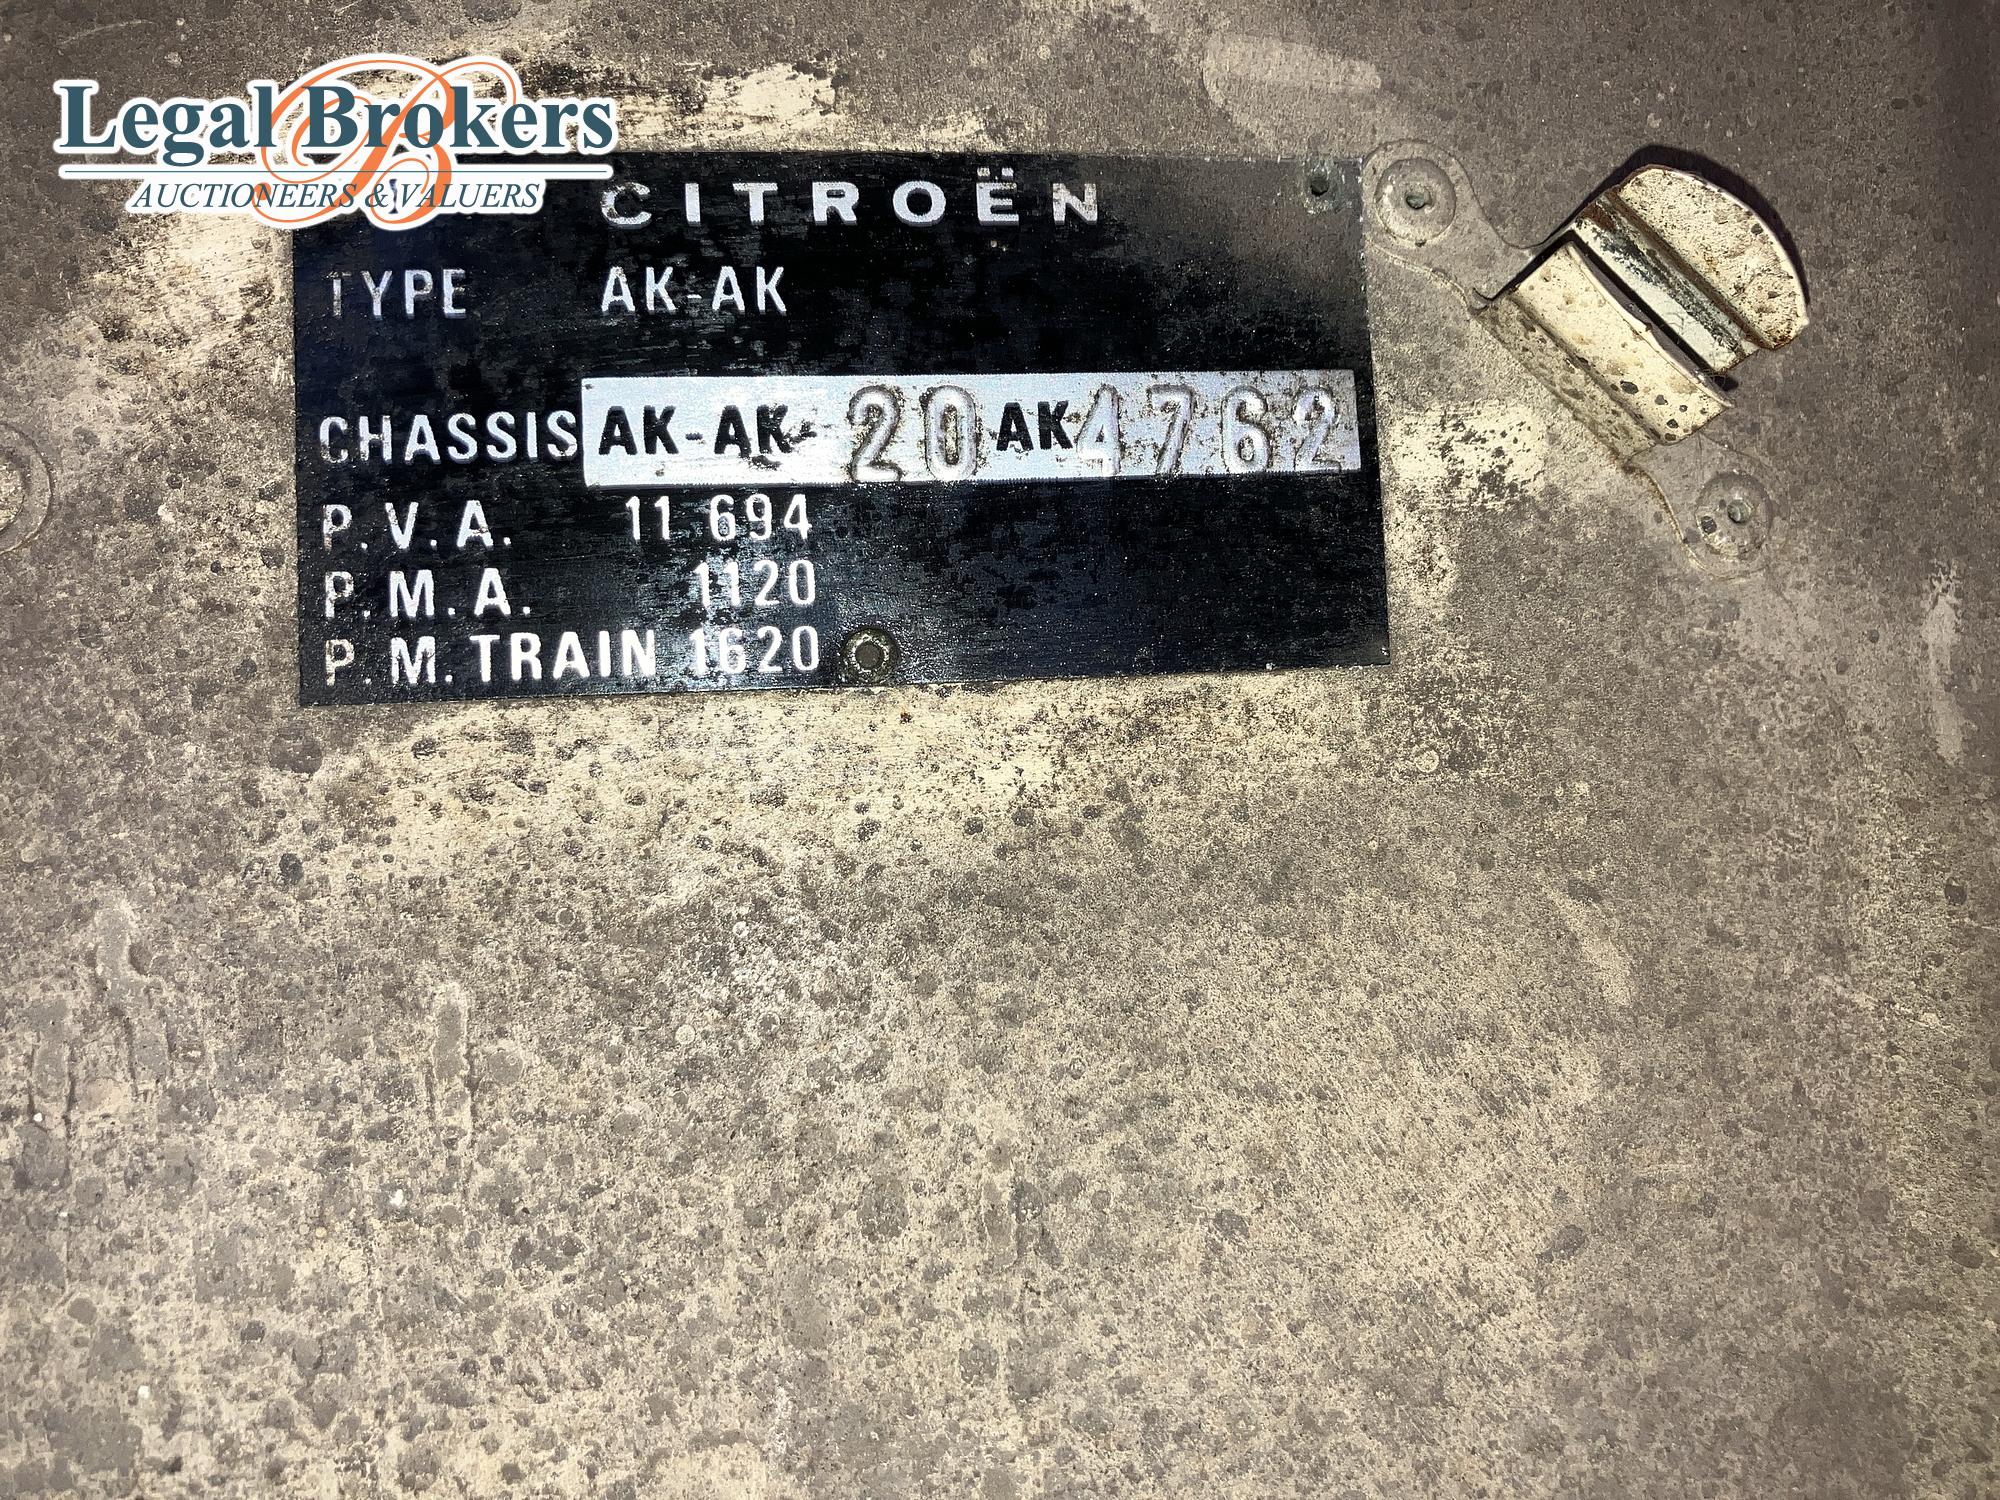 Legal Brokers
AUCTIONEERS & VALUERS
CITROËN
TYPE AK-AK
CHASSIS AK-AK- 20 AK 4762
P.V.A. 11 694
P.M.A. 1120
P.M.TRAIN 1620